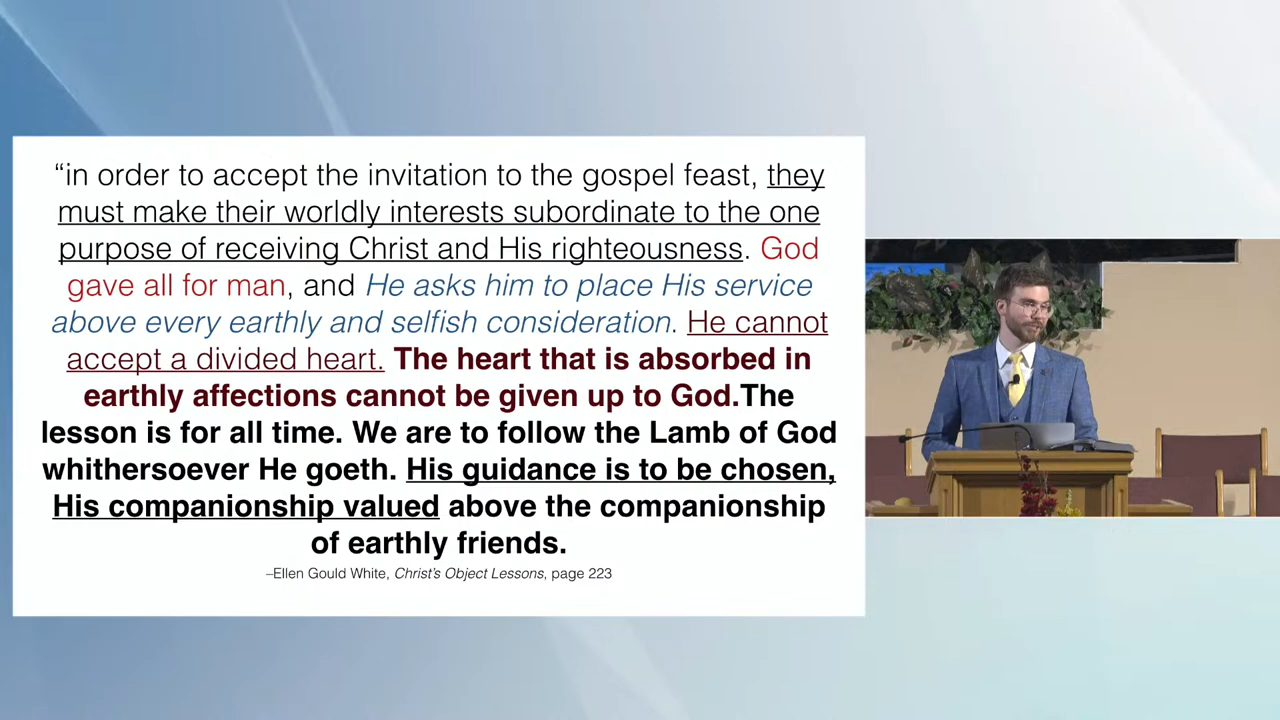 “in order to accept the invitation to the gospel feast, they
must make their worldly interests subordinate to the one
purpose of receiving Christ and His righteousness. God
gave all for man, and He asks him to place His service
above every earthly and selfish consideration. He cannot
accept a divided heart. The heart that is absorbed in
earthly affections cannot be given up to God.The
lesson is for all time. We are to follow the Lamb of God
whithersoever He goeth. His guidance is to be chosen,
His companionship valued above the companionship
of earthly friends.
–Ellen Gould White, Christ’s Object Lessons, page 223